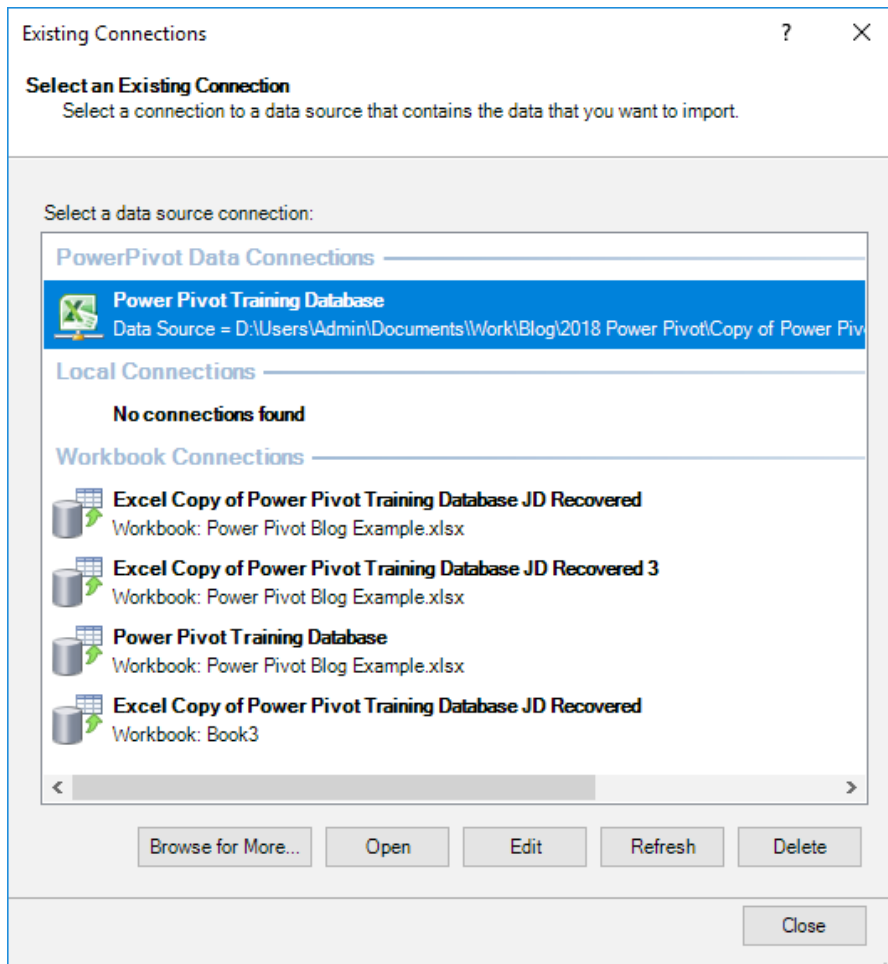 Existing Connections
Select an Existing Connection
Select a connection to a data source that contains the data that you want to import.
Select a data source connection:
PowerPivot Data Connections
Power Pivot Training Database
Data Source = D:\Users\Admin\Documents\Work\Blog\2018 Power Pivot\Copy of Power Piv
Local Connections
No connections found
Workbook Connections
Excel Copy of Power Pivot Training Database JD Recovered
Workbook: Power Pivot Blog Example.xlsx
Excel Copy of Power Pivot Training Database JD Recovered 3
Workbook: Power Pivot Blog Example.xlsx
Power Pivot Training Database
Workbook: Power Pivot Blog Example.xlsx
Excel Copy of Power Pivot Training Database JD Recovered
Workbook: Book3
Browse for More... Open Edit Refresh Delete
Close